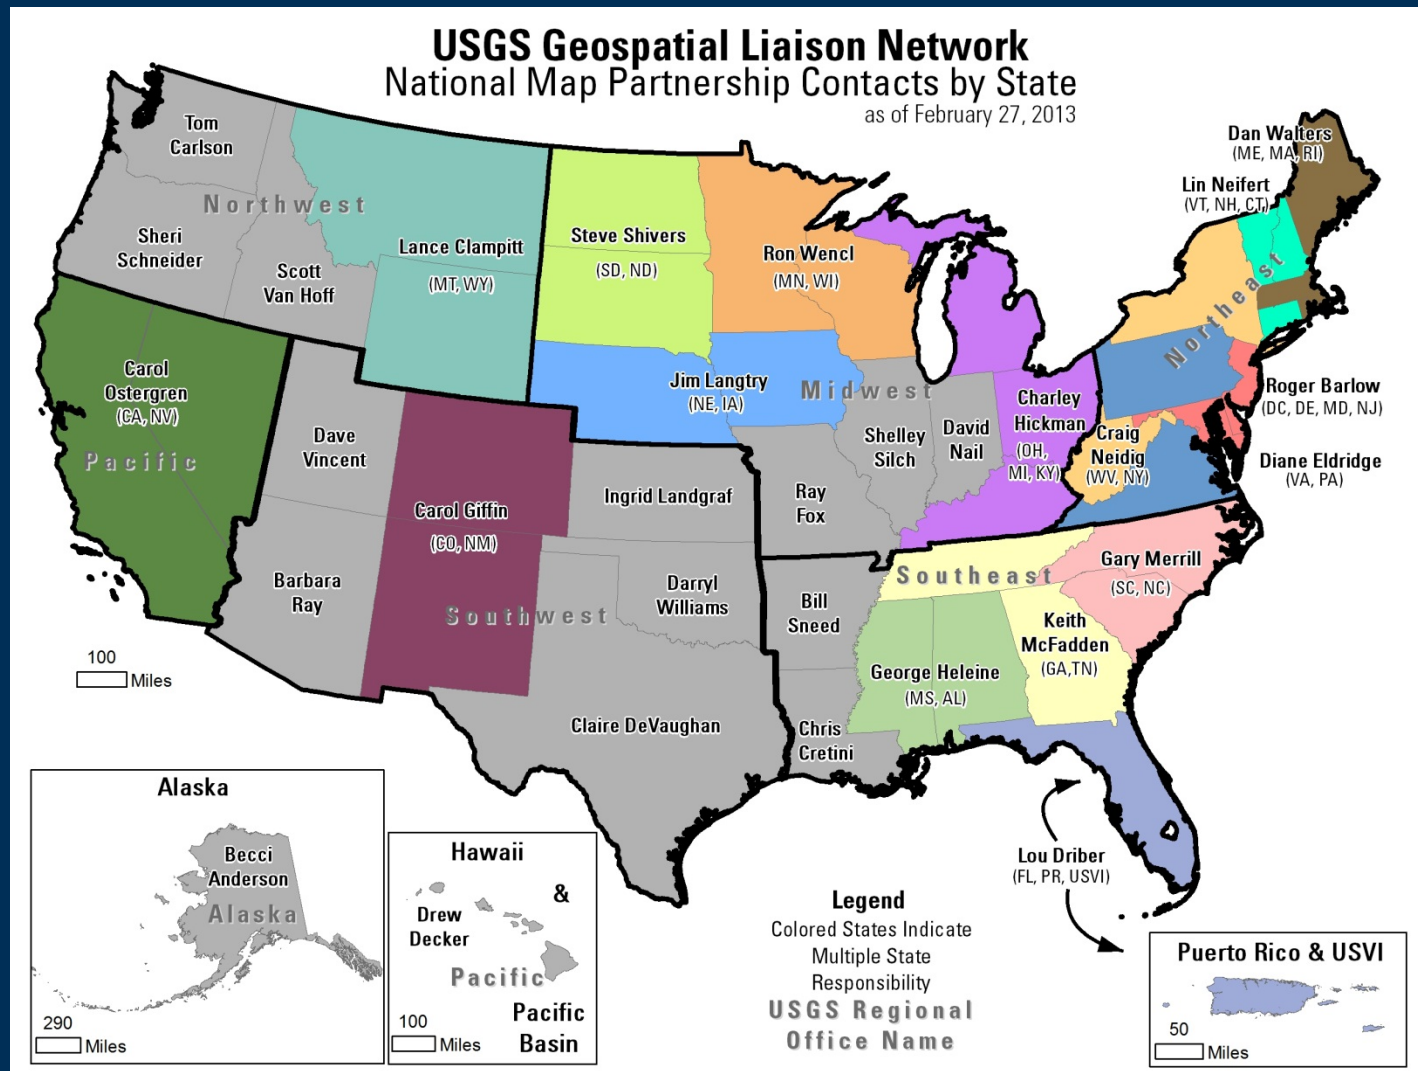 USGS Geospatial Liaison Network
National Map Partnership Contacts by State
as of February 27, 2013
Tom
Carlson
Northwest
Sheri
Schneider
Scott
Van Hoff
Lance Clampitt
(MT, WY)
Steve Shivers
(SD, ND)
Ron Wencl
(MN, WI)
Dan Walters
(ME, MA, RI)
Lin Neifert
(VT, NH, CT)
Northeast
Carol
Ostergren
(CA, NV)
Pacific
Dave
Vincent
Jim Langtry
(NE, IA)
Midwest
Shelley
Silch
David
Nail
Charley
Hickman
(OH,
MI, KY)
Craig
Neidig
(WV, NY)
Roger Barlow
(DC, DE, MD, NJ)
Diane Eldridge
(VA, PA)
Carol Giffin
(CO, NM)
Ingrid Landgraf
Ray
Fox
Barbara
Ray
Southwest
Darryl
Williams
Bill
Sneed
Southeast
Gary Merrill
(SC, NC)
Keith
McFadden
(GA,TN)
George Heleine
(MS, AL)
Claire DeVaughan
Chris
Cretini
100
Miles
Alaska
Becci
Anderson
Alaska
290
Miles
Hawaii
&
Drew
Decker
Pacific
Pacific
Basin
100
Miles
Lou Driber
(FL, PR, USVI)
Legend
Colored States Indicate
Multiple State
Responsibility
USGS Regional
Office Name
Puerto Rico & USVI
50
Miles